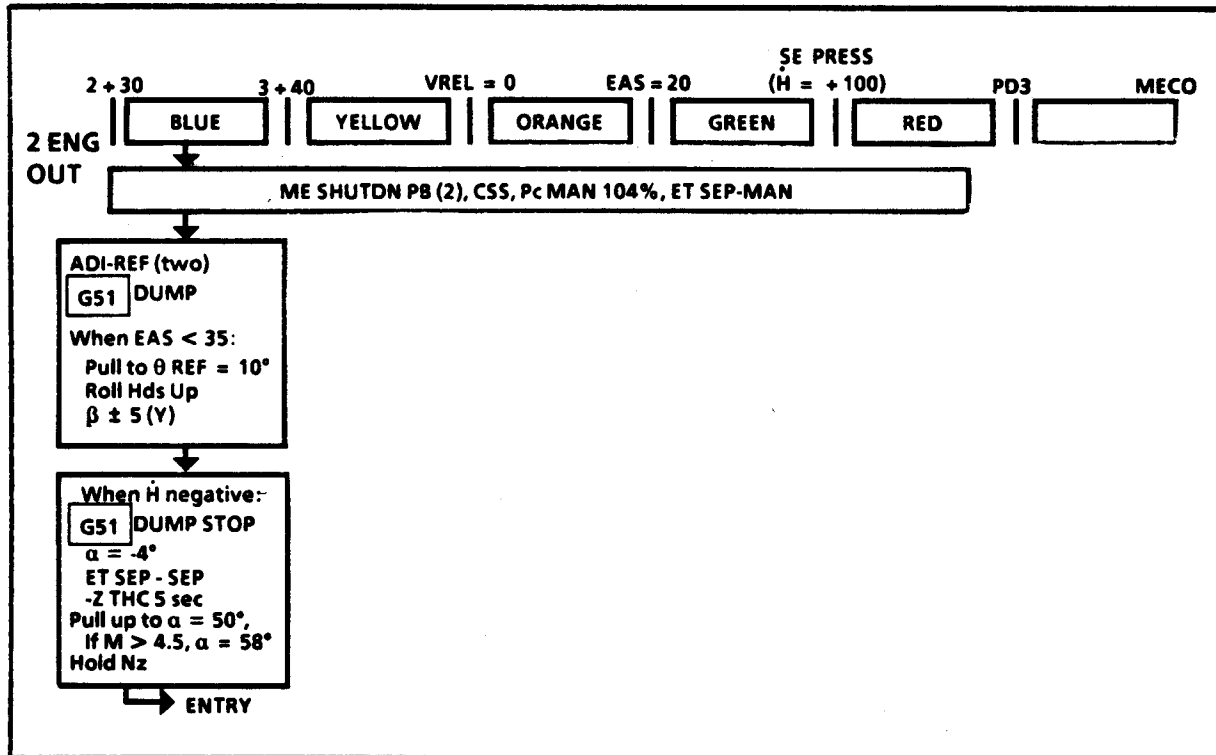 SE PRESS
2 + 30 3 + 40 VREL = 0 EAS = 20 (Ḣ = + 100) PD3 MECO
BLUE YELLOW ORANGE GREEN RED
2 ENG
OUT
ME SHUTDN PB (2), CSS, Pc MAN 104%, ET SEP-MAN
ADI-REF (two)
G51 DUMP
When EAS < 35:
Pull to θ REF = 10°
Roll Hds Up
β ± 5 (Y)
When Ḣ negative:
G51 DUMP STOP
α = -4°
ET SEP - SEP
-Z THC 5 sec
Pull up to α = 50°,
If M > 4.5, α = 58°
Hold Nz
ENTRY